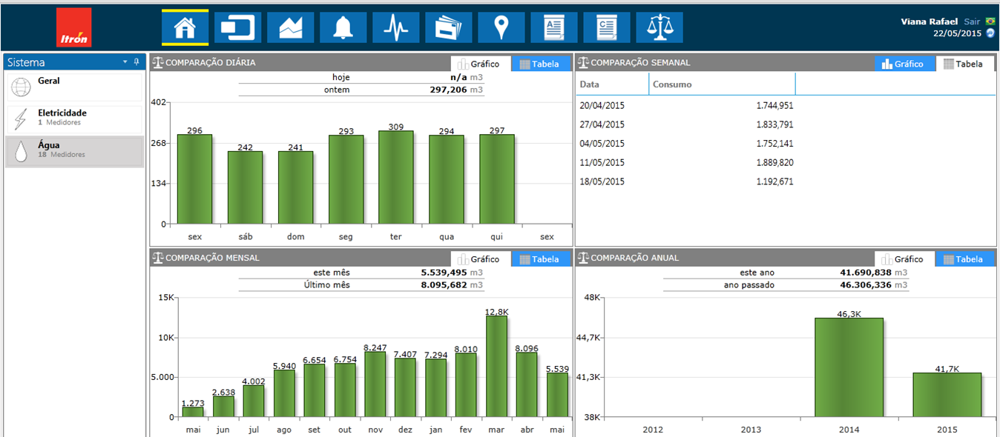 Itrón
Viana Rafael Sair
22/05/2015
A
C
Sistema
Geral
Eletricidade
1 Medidores
Água
18 Medidores
COMPARAÇÃO DIÁRIA Gráfico Tabela
hoje n/a m3
ontem 297,206 m3
402
268
134
0
296 242 241 293 309 294 297
sex sáb dom seg ter qua qui sex
COMPARAÇÃO SEMANAL Gráfico Tabela
Data Consumo
20/04/2015 1.744,951
27/04/2015 1.833,791
04/05/2015 1.752,141
11/05/2015 1.889,820
18/05/2015 1.192,671
COMPARAÇÃO MENSAL Gráfico Tabela
este mês 5.539,495 m3
Último mês 8.095,682 m3
15K
10K
5.000
0
1.273 2.638 4.002 5.940 6.654 6.754 8.247 7.407 7.294 8.010 12,8K 8.096 5.539
mai jun jul ago set out nov dez jan fev mar abr mai
COMPARAÇÃO ANUAL Gráfico Tabela
este ano 41.690,838 m3
ano passado 46.306,336 m3
48K
44,7K
41,3K
38K
46,3K 41,7K
2012 2013 2014 2015